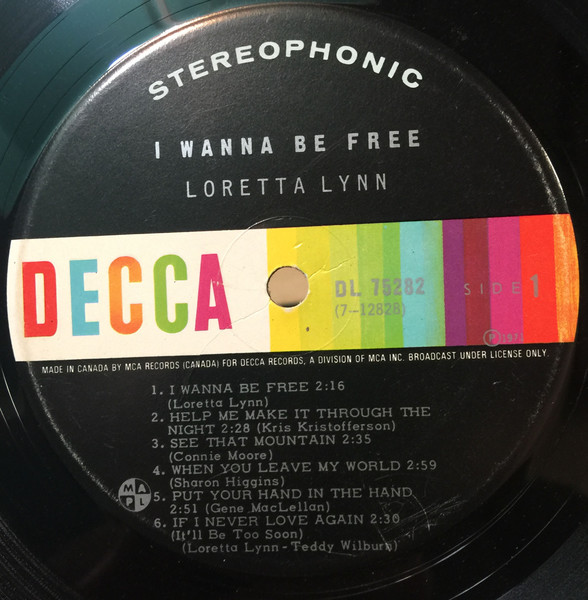 STEREOPHONIC
I WANNA BE FREE
LORETTA LYNN
DECCA
DL 75282
(7-12828)
SIDE 1
MADE IN CANADA BY MCA RECORDS (CANADA) FOR DECCA RECORDS, A DIVISION OF MCA INC. BROADCAST UNDER LICENSE ONLY.
1. I WANNA BE FREE 2:16
(Loretta Lynn)
2. HELP ME MAKE IT THROUGH THE
NIGHT 2:28 (Kris Kristofferson)
3. SEE THAT MOUNTAIN 2:35
(Connie Moore)
4. WHEN YOU LEAVE MY WORLD 2:59
(Sharon Higgins)
5. PUT YOUR HAND IN THE HAND
2:51 (Gene MacLellan)
6. IF I NEVER LOVE AGAIN 2:30
(It'll Be Too Soon)
(Loretta Lynn-Teddy Wilburn)
M A P L